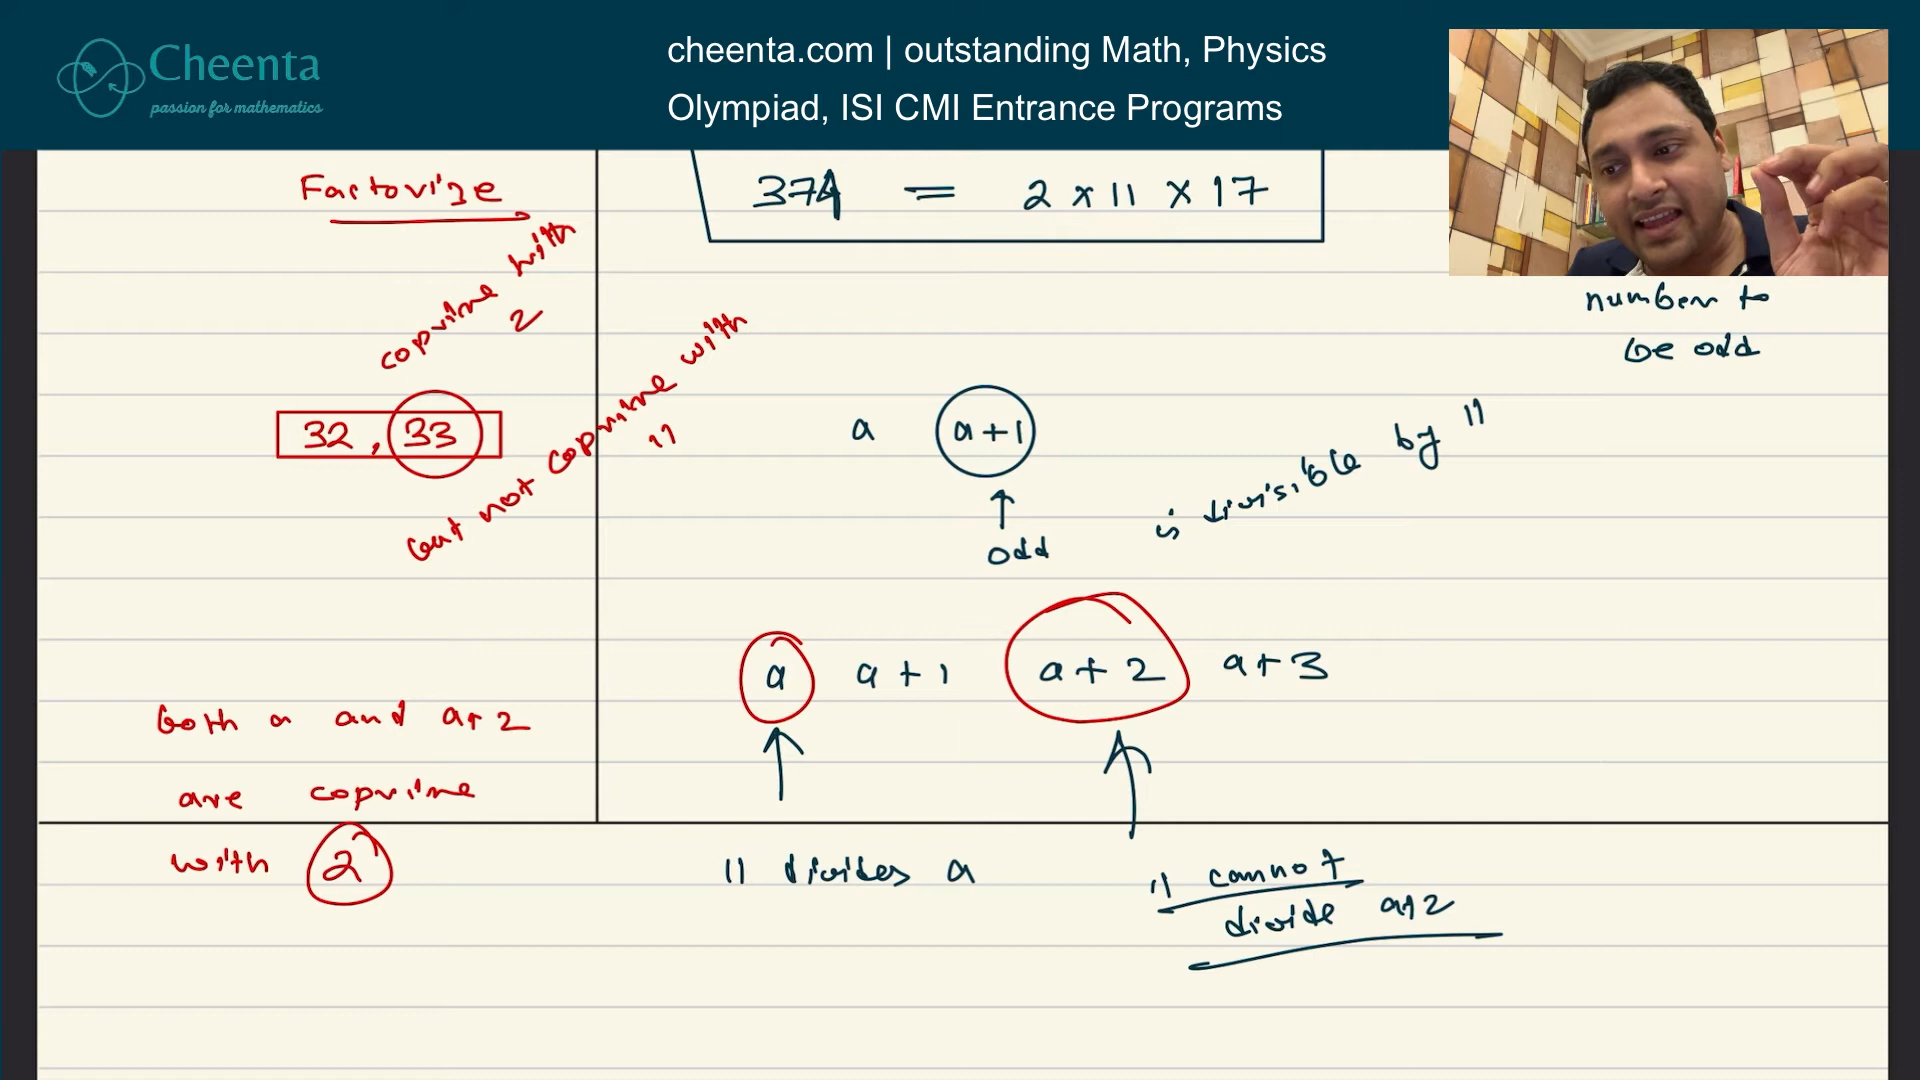 Cheenta
passion for mathematics
cheenta.com | outstanding Math, Physics
Olympiad, ISI CMI Entrance Programs
Factorize
374 = 2 x 11 x 17
coprime with
2
number to
be odd
32, 33
but not coprime with
11
a a+1
odd
is divisible by 11
a a+1 a+2 a+3
both a and a+2
are coprime
with 2
11 divides a
11 cannot
divide a+2